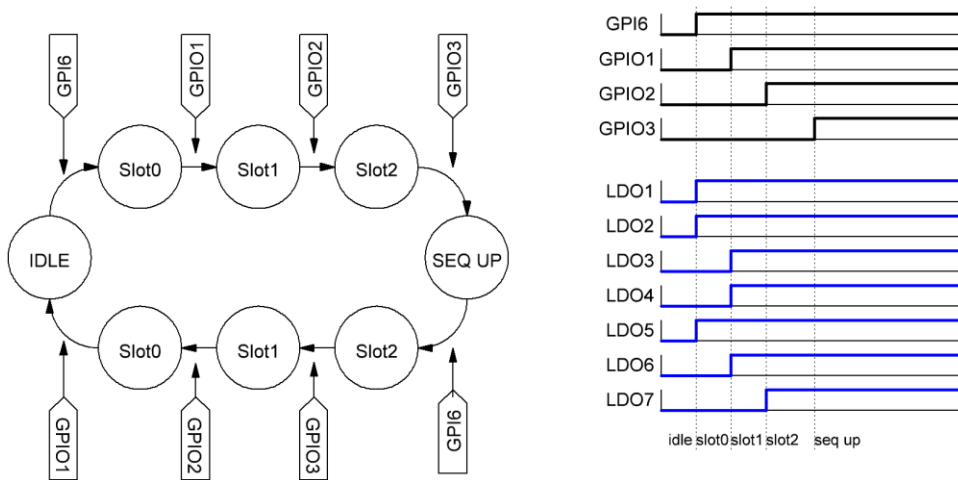 GPI6
GPIO1
GPIO2
GPIO3
Slot0
Slot1
Slot2
IDLE
SEQ UP
Slot0
Slot1
Slot2
GPIO1
GPIO2
GPIO3
GPI6
GPI6
GPIO1
GPIO2
GPIO3
LDO1
LDO2
LDO3
LDO4
LDO5
LDO6
LDO7
idle slot0 slot1 slot2 seq up